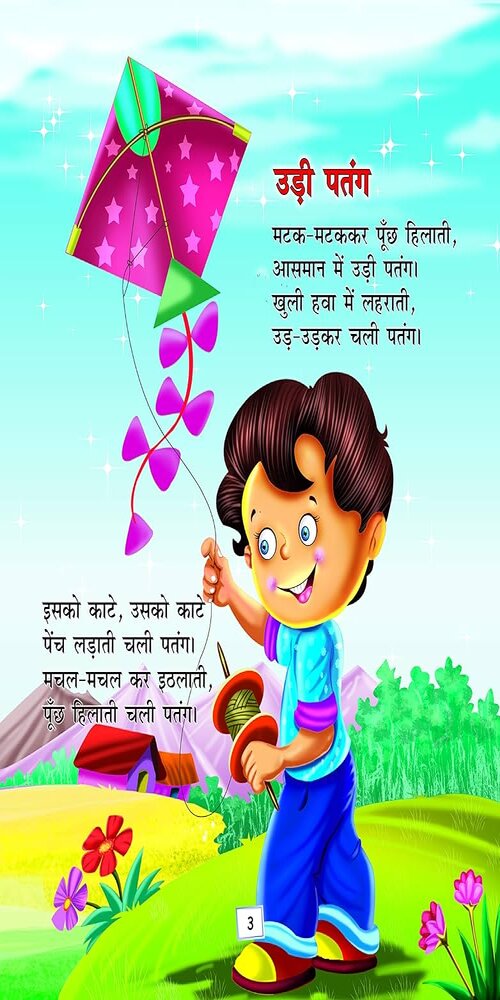 उड़ी पतंग
मटक-मटककर पूँछ हिलाती,
आसमान में उड़ी पतंग।
खुली हवा में लहराती,
उड़-उड़कर चली पतंग।
इसको काटे, उसको काटे
पेंच लड़ाती चली पतंग।
मचल-मचल कर इठलाती,
पूँछ हिलाती चली पतंग।
3